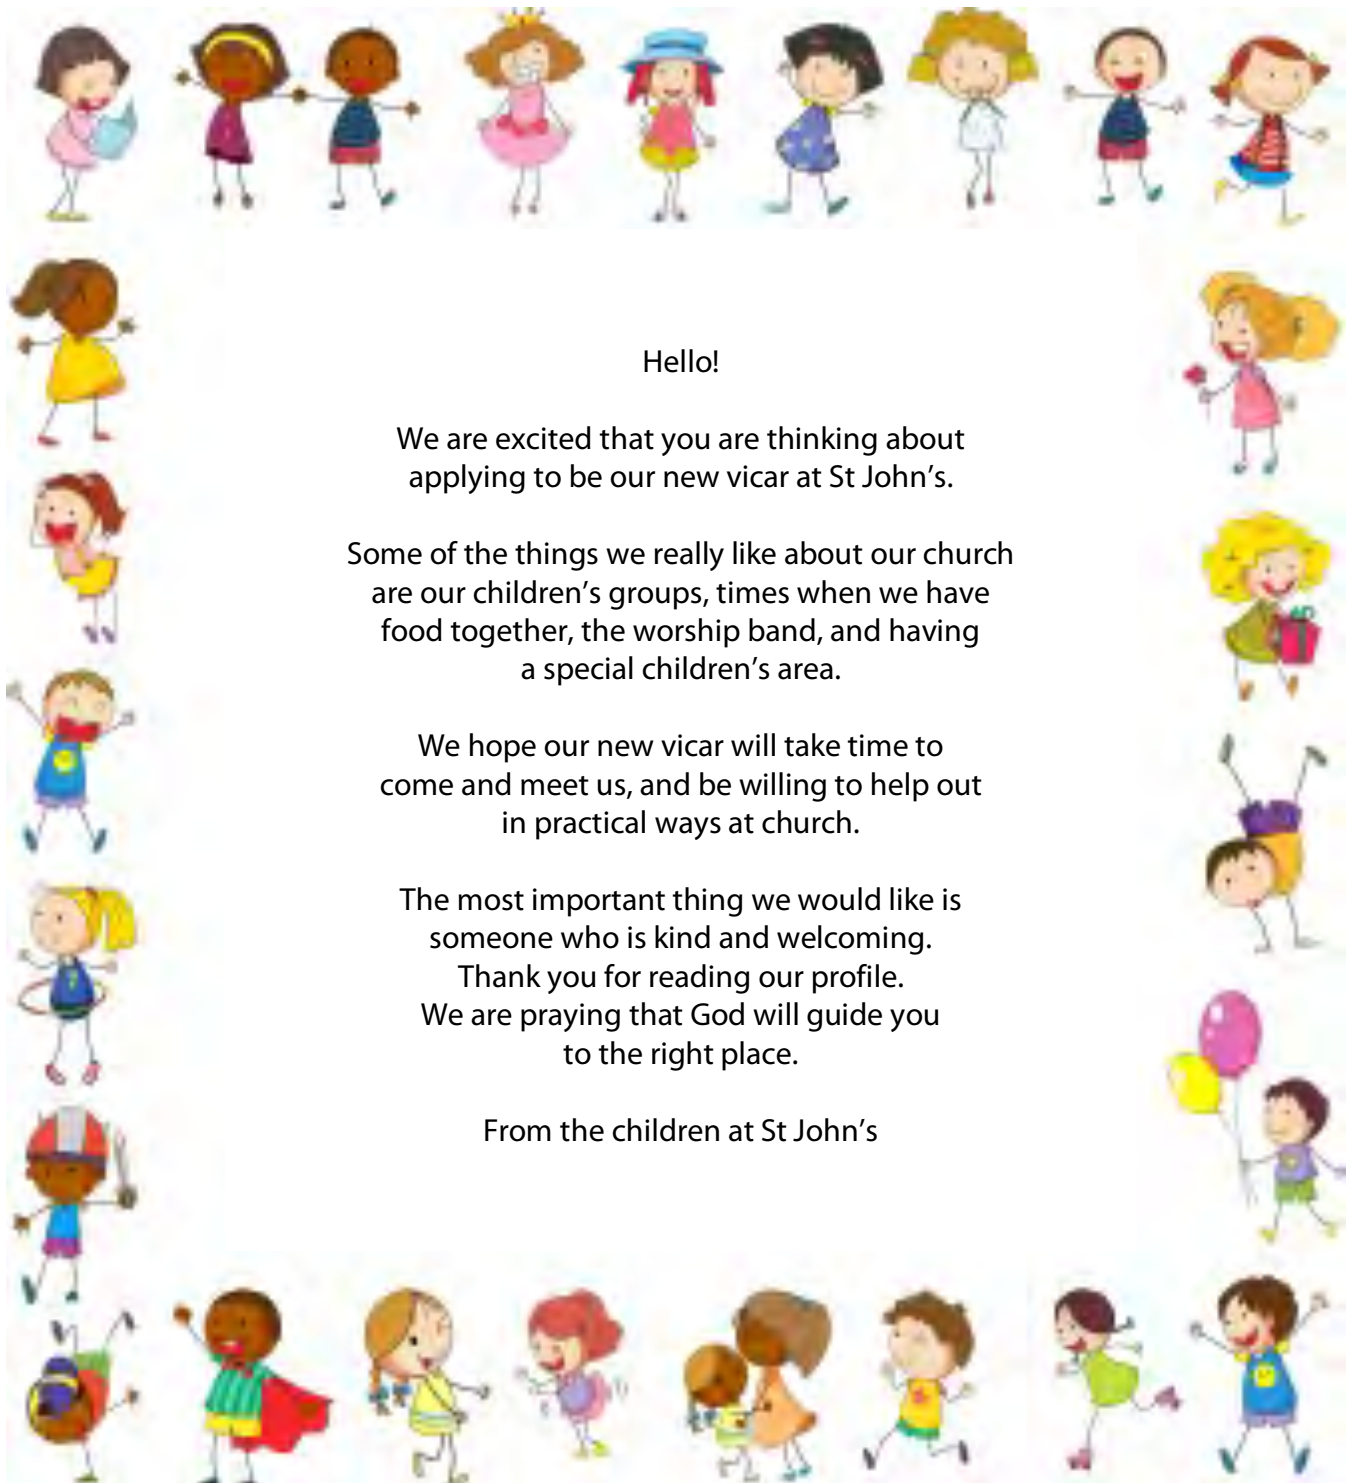 Hello!
We are excited that you are thinking about
applying to be our new vicar at St John’s.
Some of the things we really like about our church
are our children’s groups, times when we have
food together, the worship band, and having
a special children’s area.
We hope our new vicar will take time to
come and meet us, and be willing to help out
in practical ways at church.
The most important thing we would like is
someone who is kind and welcoming.
Thank you for reading our profile.
We are praying that God will guide you
to the right place.
From the children at St John’s